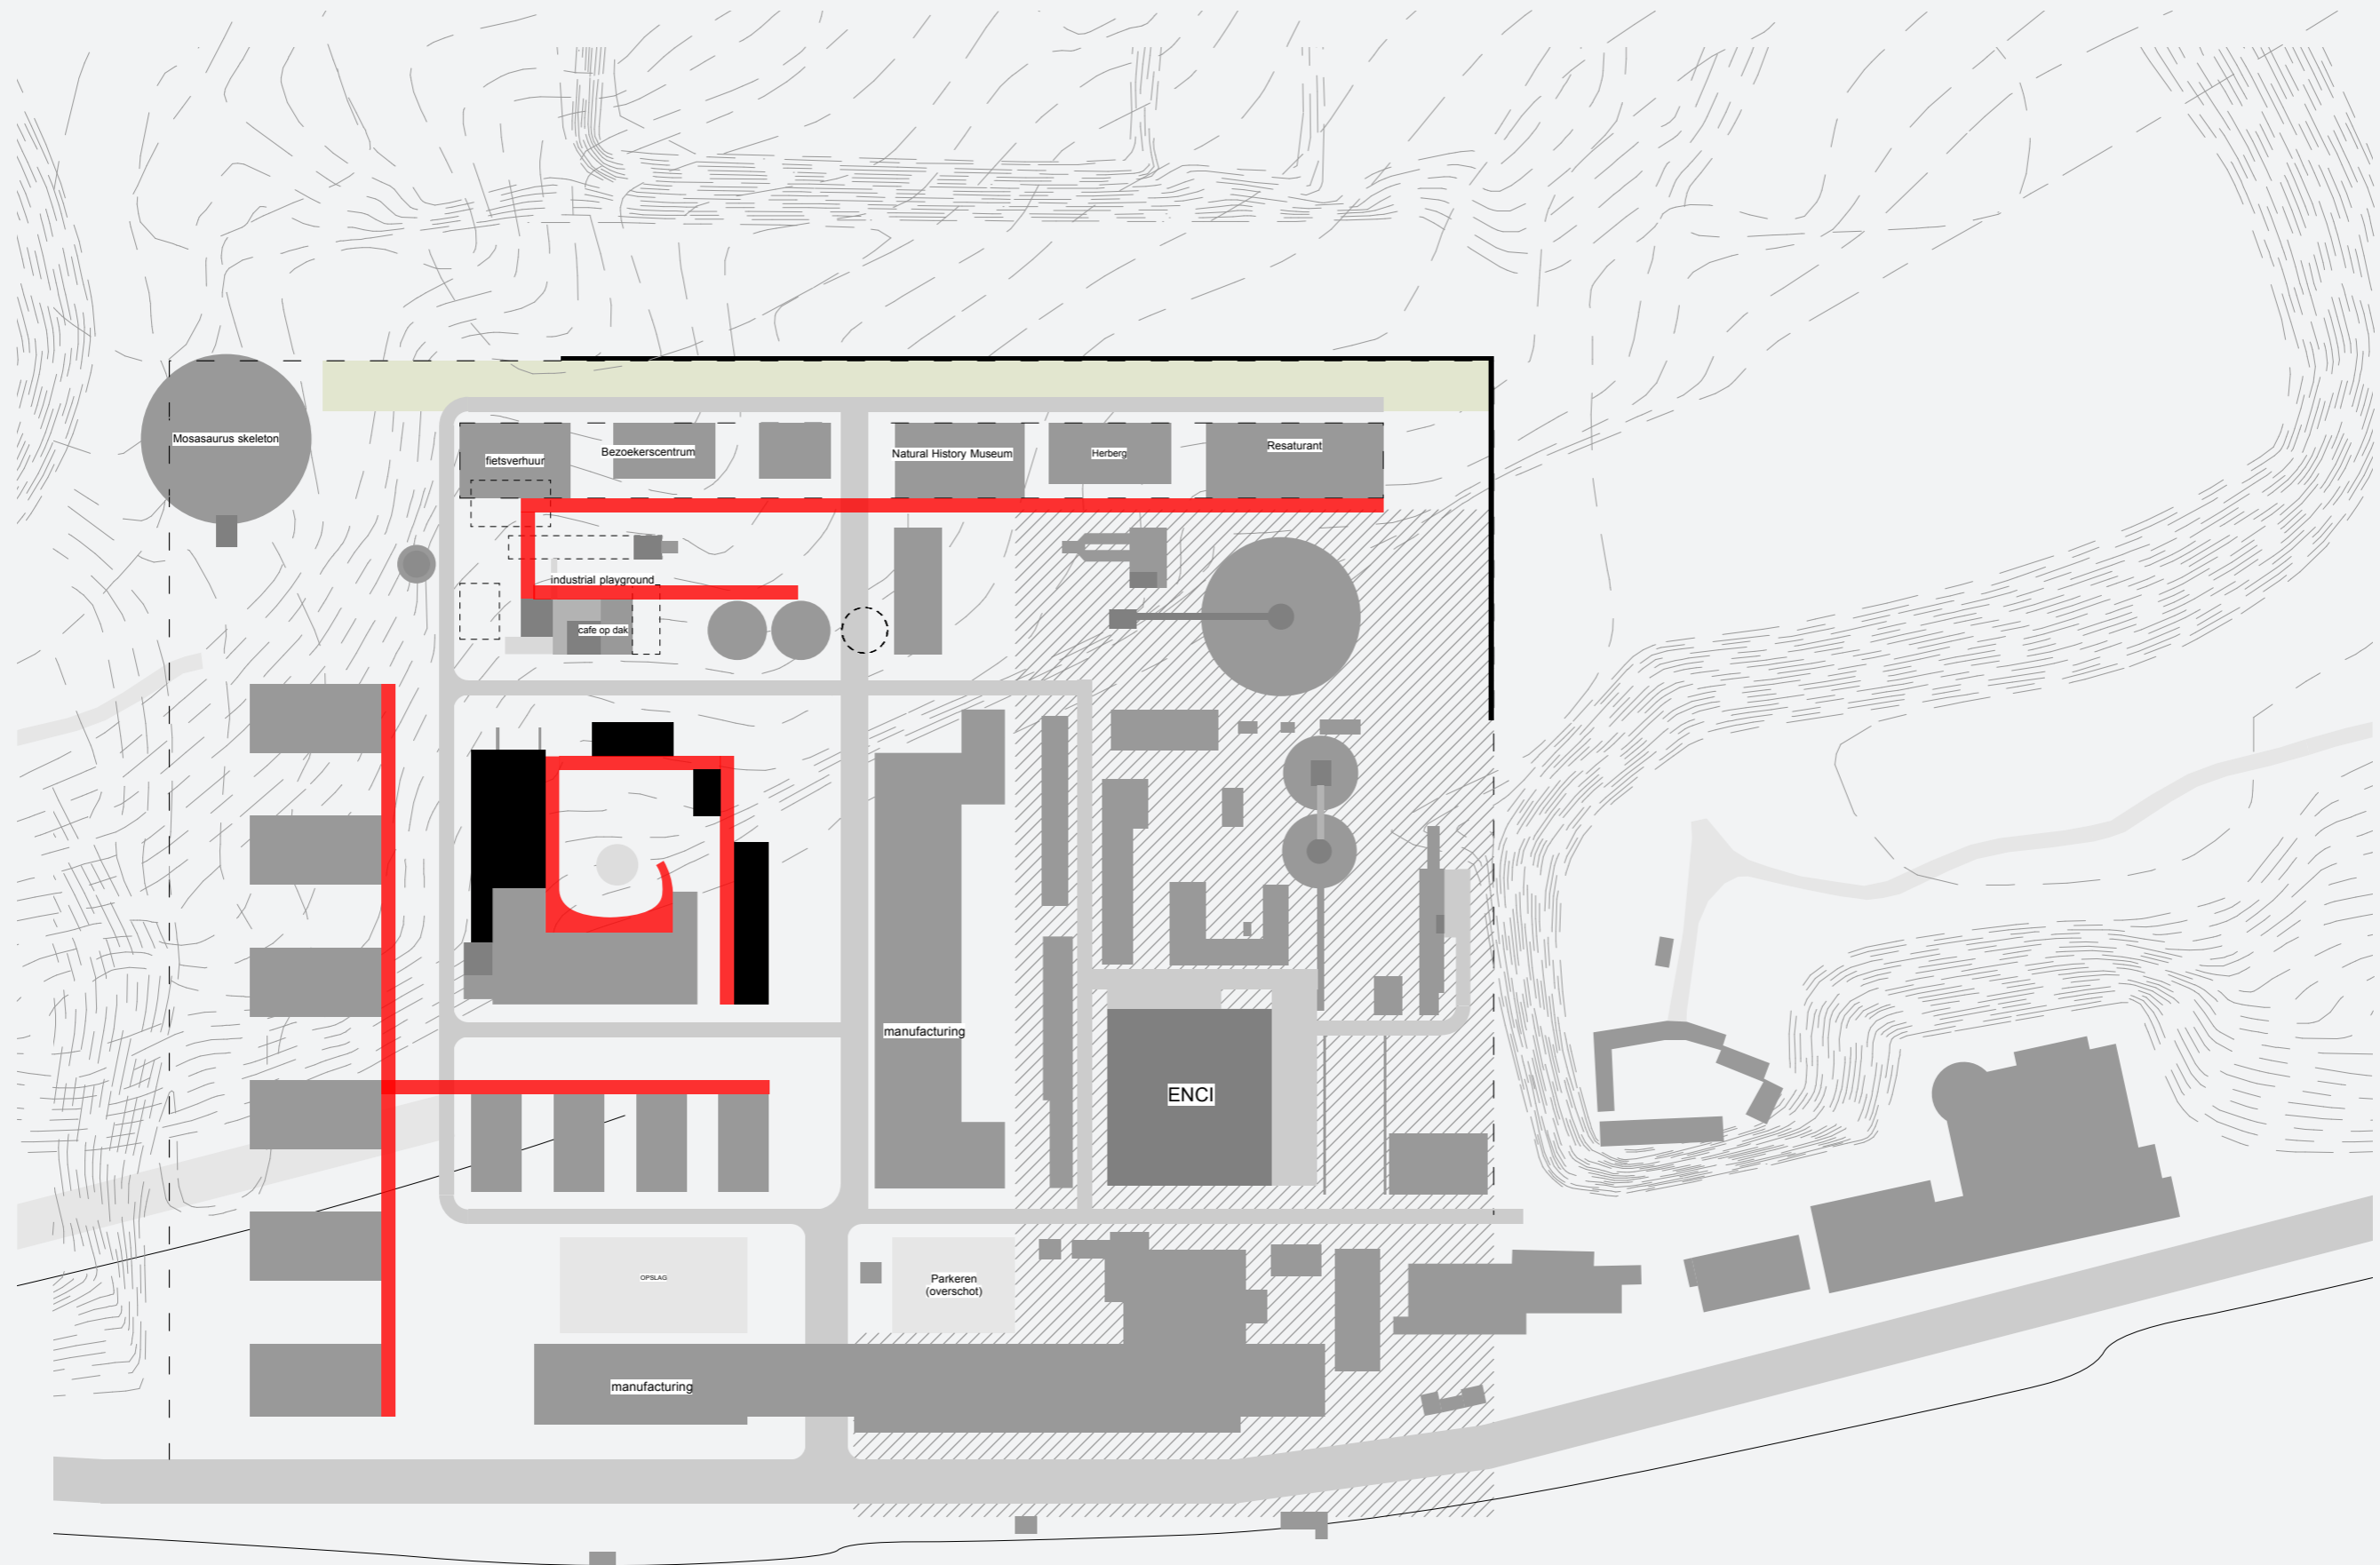 Mosasaurus skeleton
fietsverhuur
Bezoekerscentrum
Natural History Museum
Herberg
Resaturant
industrial playground
cafe op dak
manufacturing
ENCI
OPSLAG
Parkeren
(overschot)
manufacturing